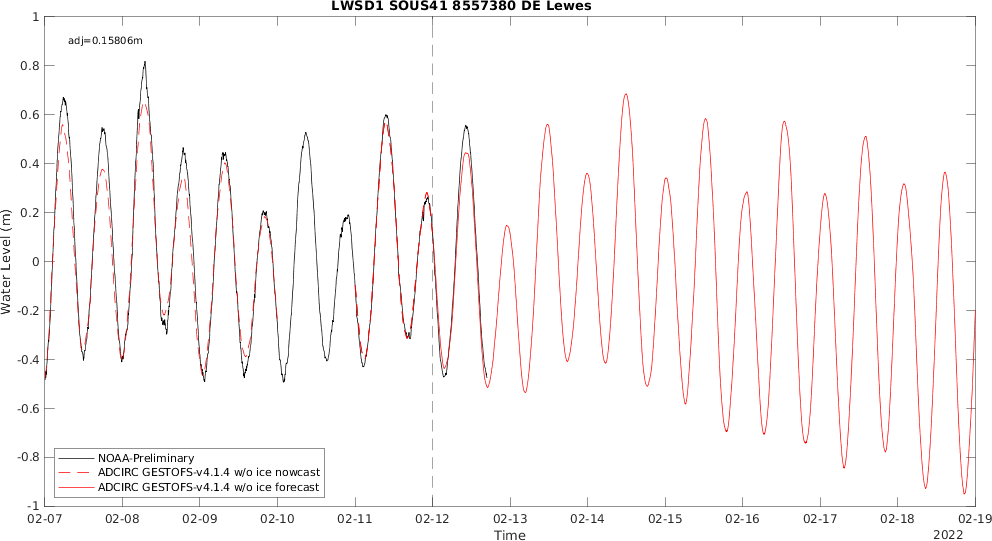 LWSD1 SOUS41 8557380 DE Lewes
adj=0.15806m
Water Level (m)
1
0.8
0.6
0.4
0.2
0
-0.2
-0.4
-0.6
-0.8
-1
NOAA-Preliminary
ADCIRC GESTOFS-v4.1.4 w/o ice nowcast
ADCIRC GESTOFS-v4.1.4 w/o ice forecast
02-07 02-08 02-09 02-10 02-11 02-12 02-13 02-14 02-15 02-16 02-17 02-18 02-19
Time
2022